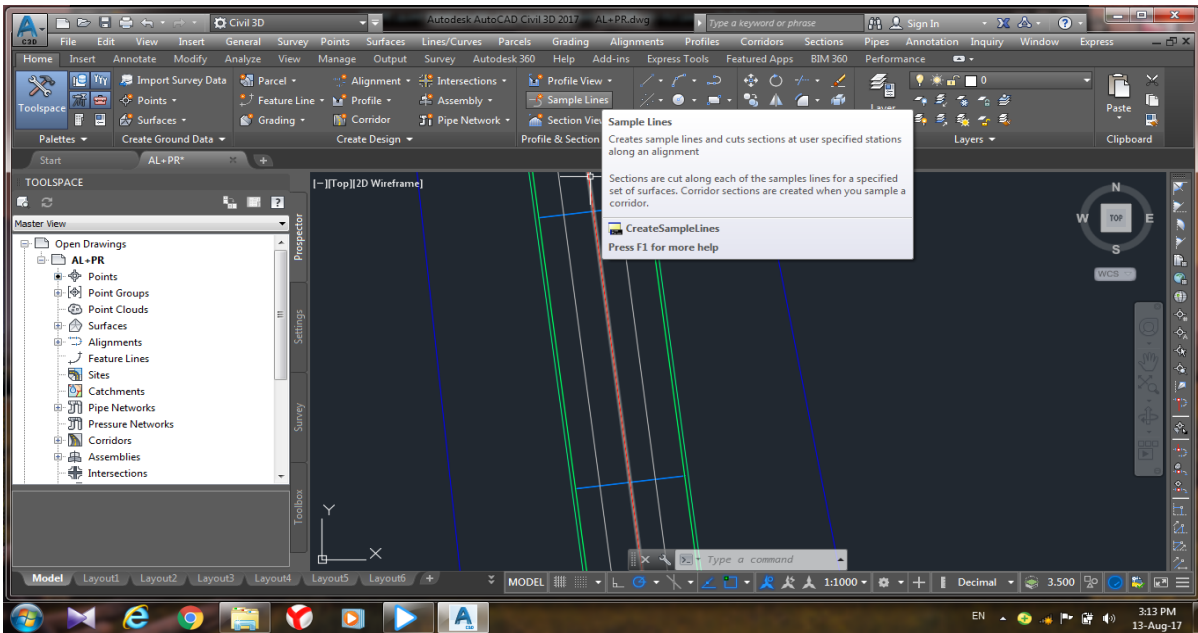 Civil 3D
Autodesk AutoCAD Civil 3D 2017 AL+PR.dwg
Type a keyword or phrase
Sign In
C3D
File Edit View Insert General Survey Points Surfaces Lines/Curves Parcels Grading Alignments Profiles Corridors Sections Pipes Annotation Inquiry Window Express
Home Insert Annotate Modify Analyze View Manage Output Survey Autodesk 360 Help Add-ins Express Tools Featured Apps BIM 360 Performance
Toolspace
Import Survey Data
Points
Surfaces
Parcel
Feature Line
Grading
Alignment
Profile
Corridor
Intersections
Assembly
Pipe Network
Profile View
Sample Lines
Section View
0
Layer
Paste
Palettes
Create Ground Data
Create Design
Profile & Section
Layers
Clipboard
Start
AL+PR*
Sample Lines
Creates sample lines and cuts sections at user specified stations
along an alignment
Sections are cut along each of the samples lines for a specified
set of surfaces. Corridor sections are created when you sample a
corridor.
CreateSampleLines
Press F1 for more help
TOOLSPACE
Master View
Open Drawings
AL+PR
Points
Point Groups
Point Clouds
Surfaces
Alignments
Feature Lines
Sites
Catchments
Pipe Networks
Pressure Networks
Corridors
Assemblies
Intersections
Prospector
Settings
Survey
Toolbox
[−][Top][2D Wireframe]
N
W
TOP
E
S
WCS
Y
X
Type a command
Model Layout1 Layout2 Layout3 Layout4 Layout5 Layout6 +
MODEL
1:1000
Decimal
3.500
EN
3:13 PM
13-Aug-17